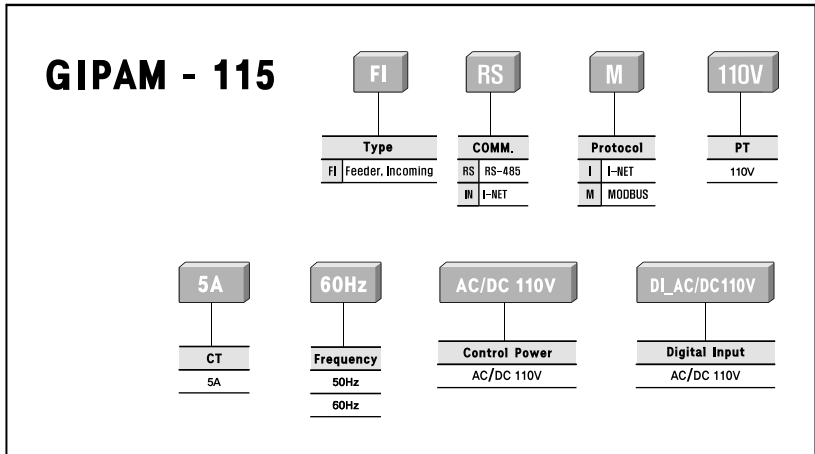 GIPAM - 115 FI RS M 110V
Type COMM. Protocol PT
FI Feeder, Incoming RS RS-485 I I-NET 110V
IN I-NET M MODBUS
5A 60Hz AC/DC 110V DI_AC/DC110V
CT Frequency Control Power Digital Input
5A 50Hz AC/DC 110V AC/DC 110V
60Hz